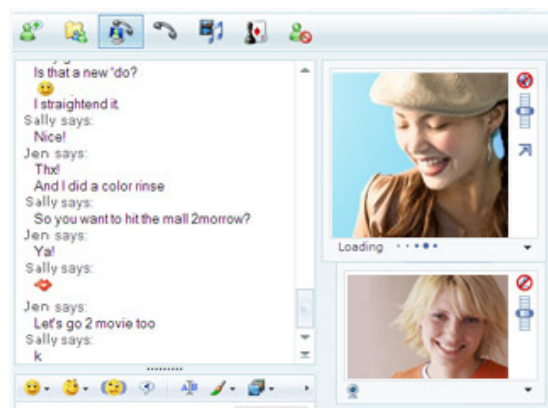 Is that a new 'do?
I straightend it.
Sally says:
Nice!
Jen says:
Thx!
And I did a color rinse
Sally says:
So you want to hit the mall 2morrow?
Jen says:
Ya!
Sally says:
Jen says:
Let's go 2 movie too
Sally says:
k
Loading